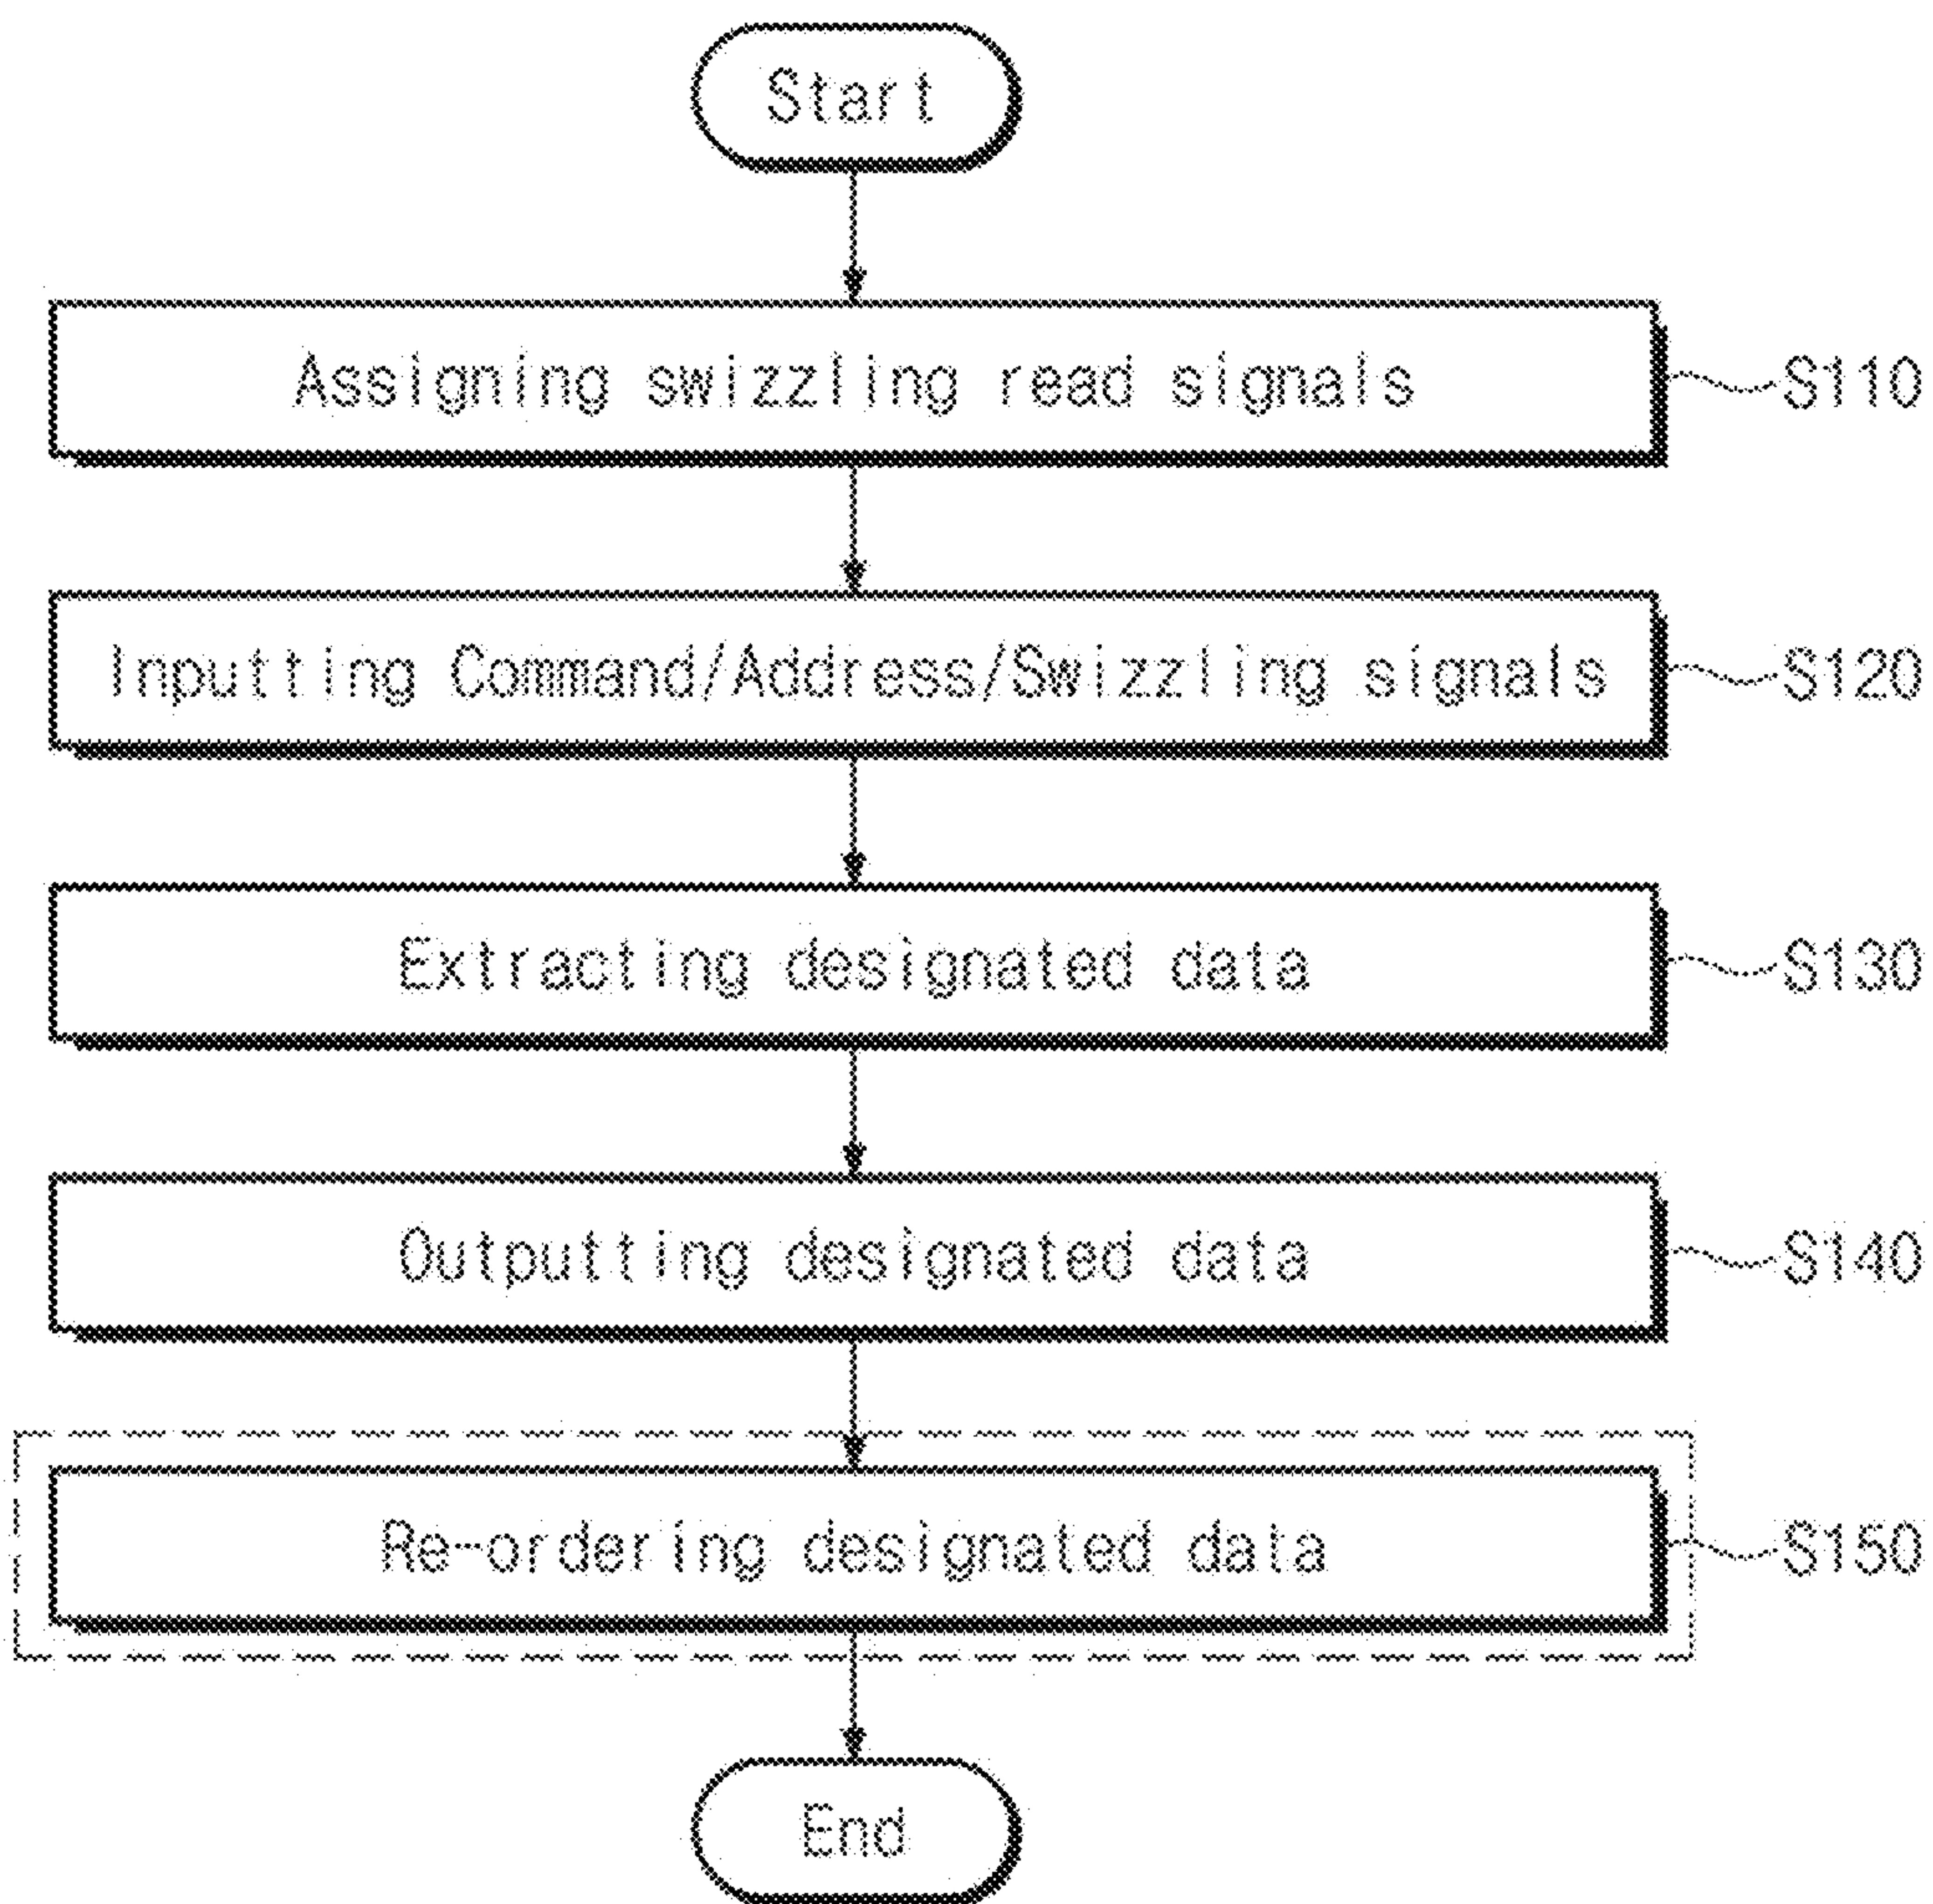 Start
Assigning swizzling read signals S110
Inputting Command/Address/Swizzling signals S120
Extracting designated data S130
Outputting designated data S140
Re-ordering designated data S150
End